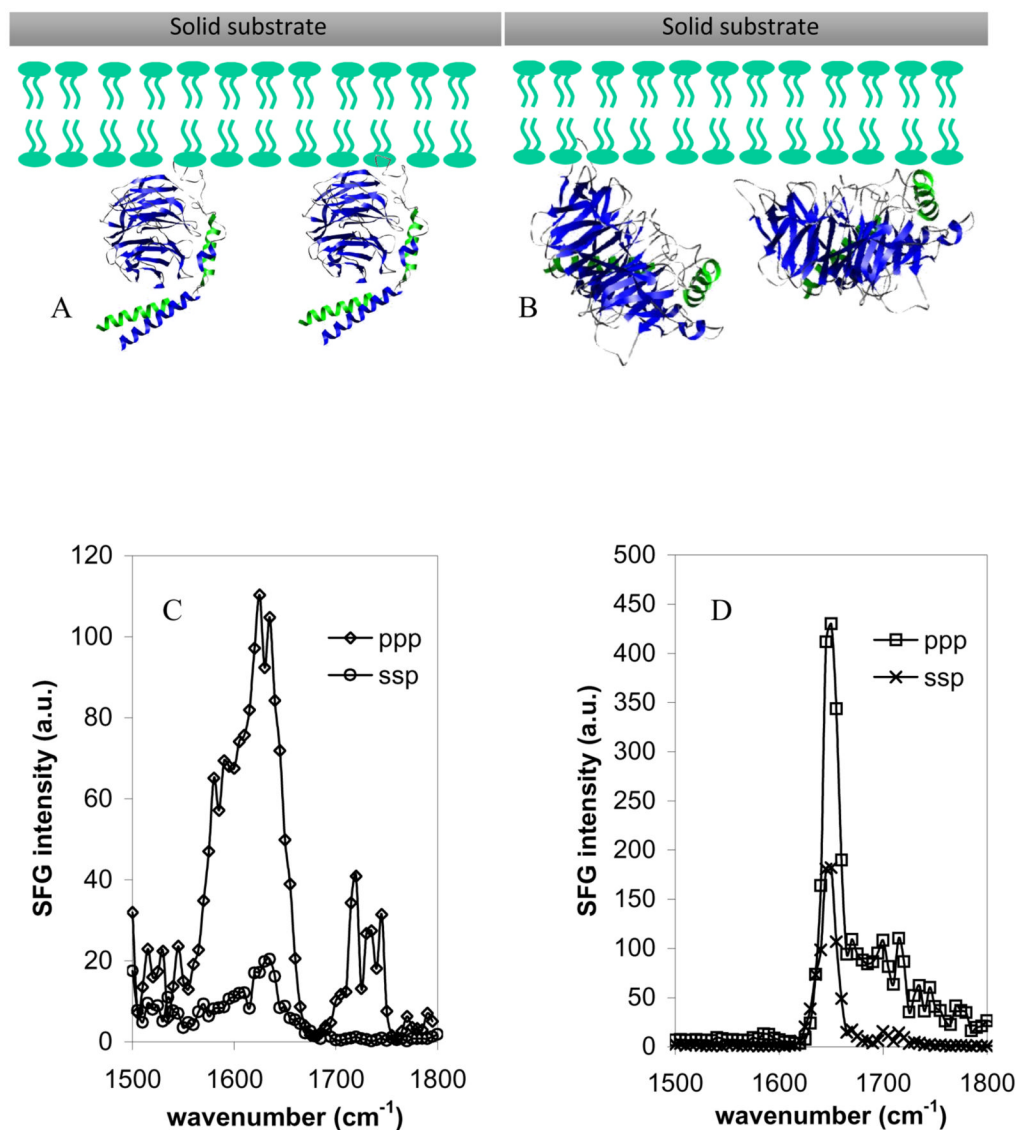 Solid substrate
Solid substrate
A
B
C
ppp
ssp
SFG intensity (a.u.)
120
100
80
60
40
20
0
1500
1600
1700
1800
wavenumber (cm⁻¹)
D
ppp
ssp
SFG intensity (a.u.)
500
450
400
350
300
250
200
150
100
50
0
1500
1600
1700
1800
wavenumber (cm⁻¹)